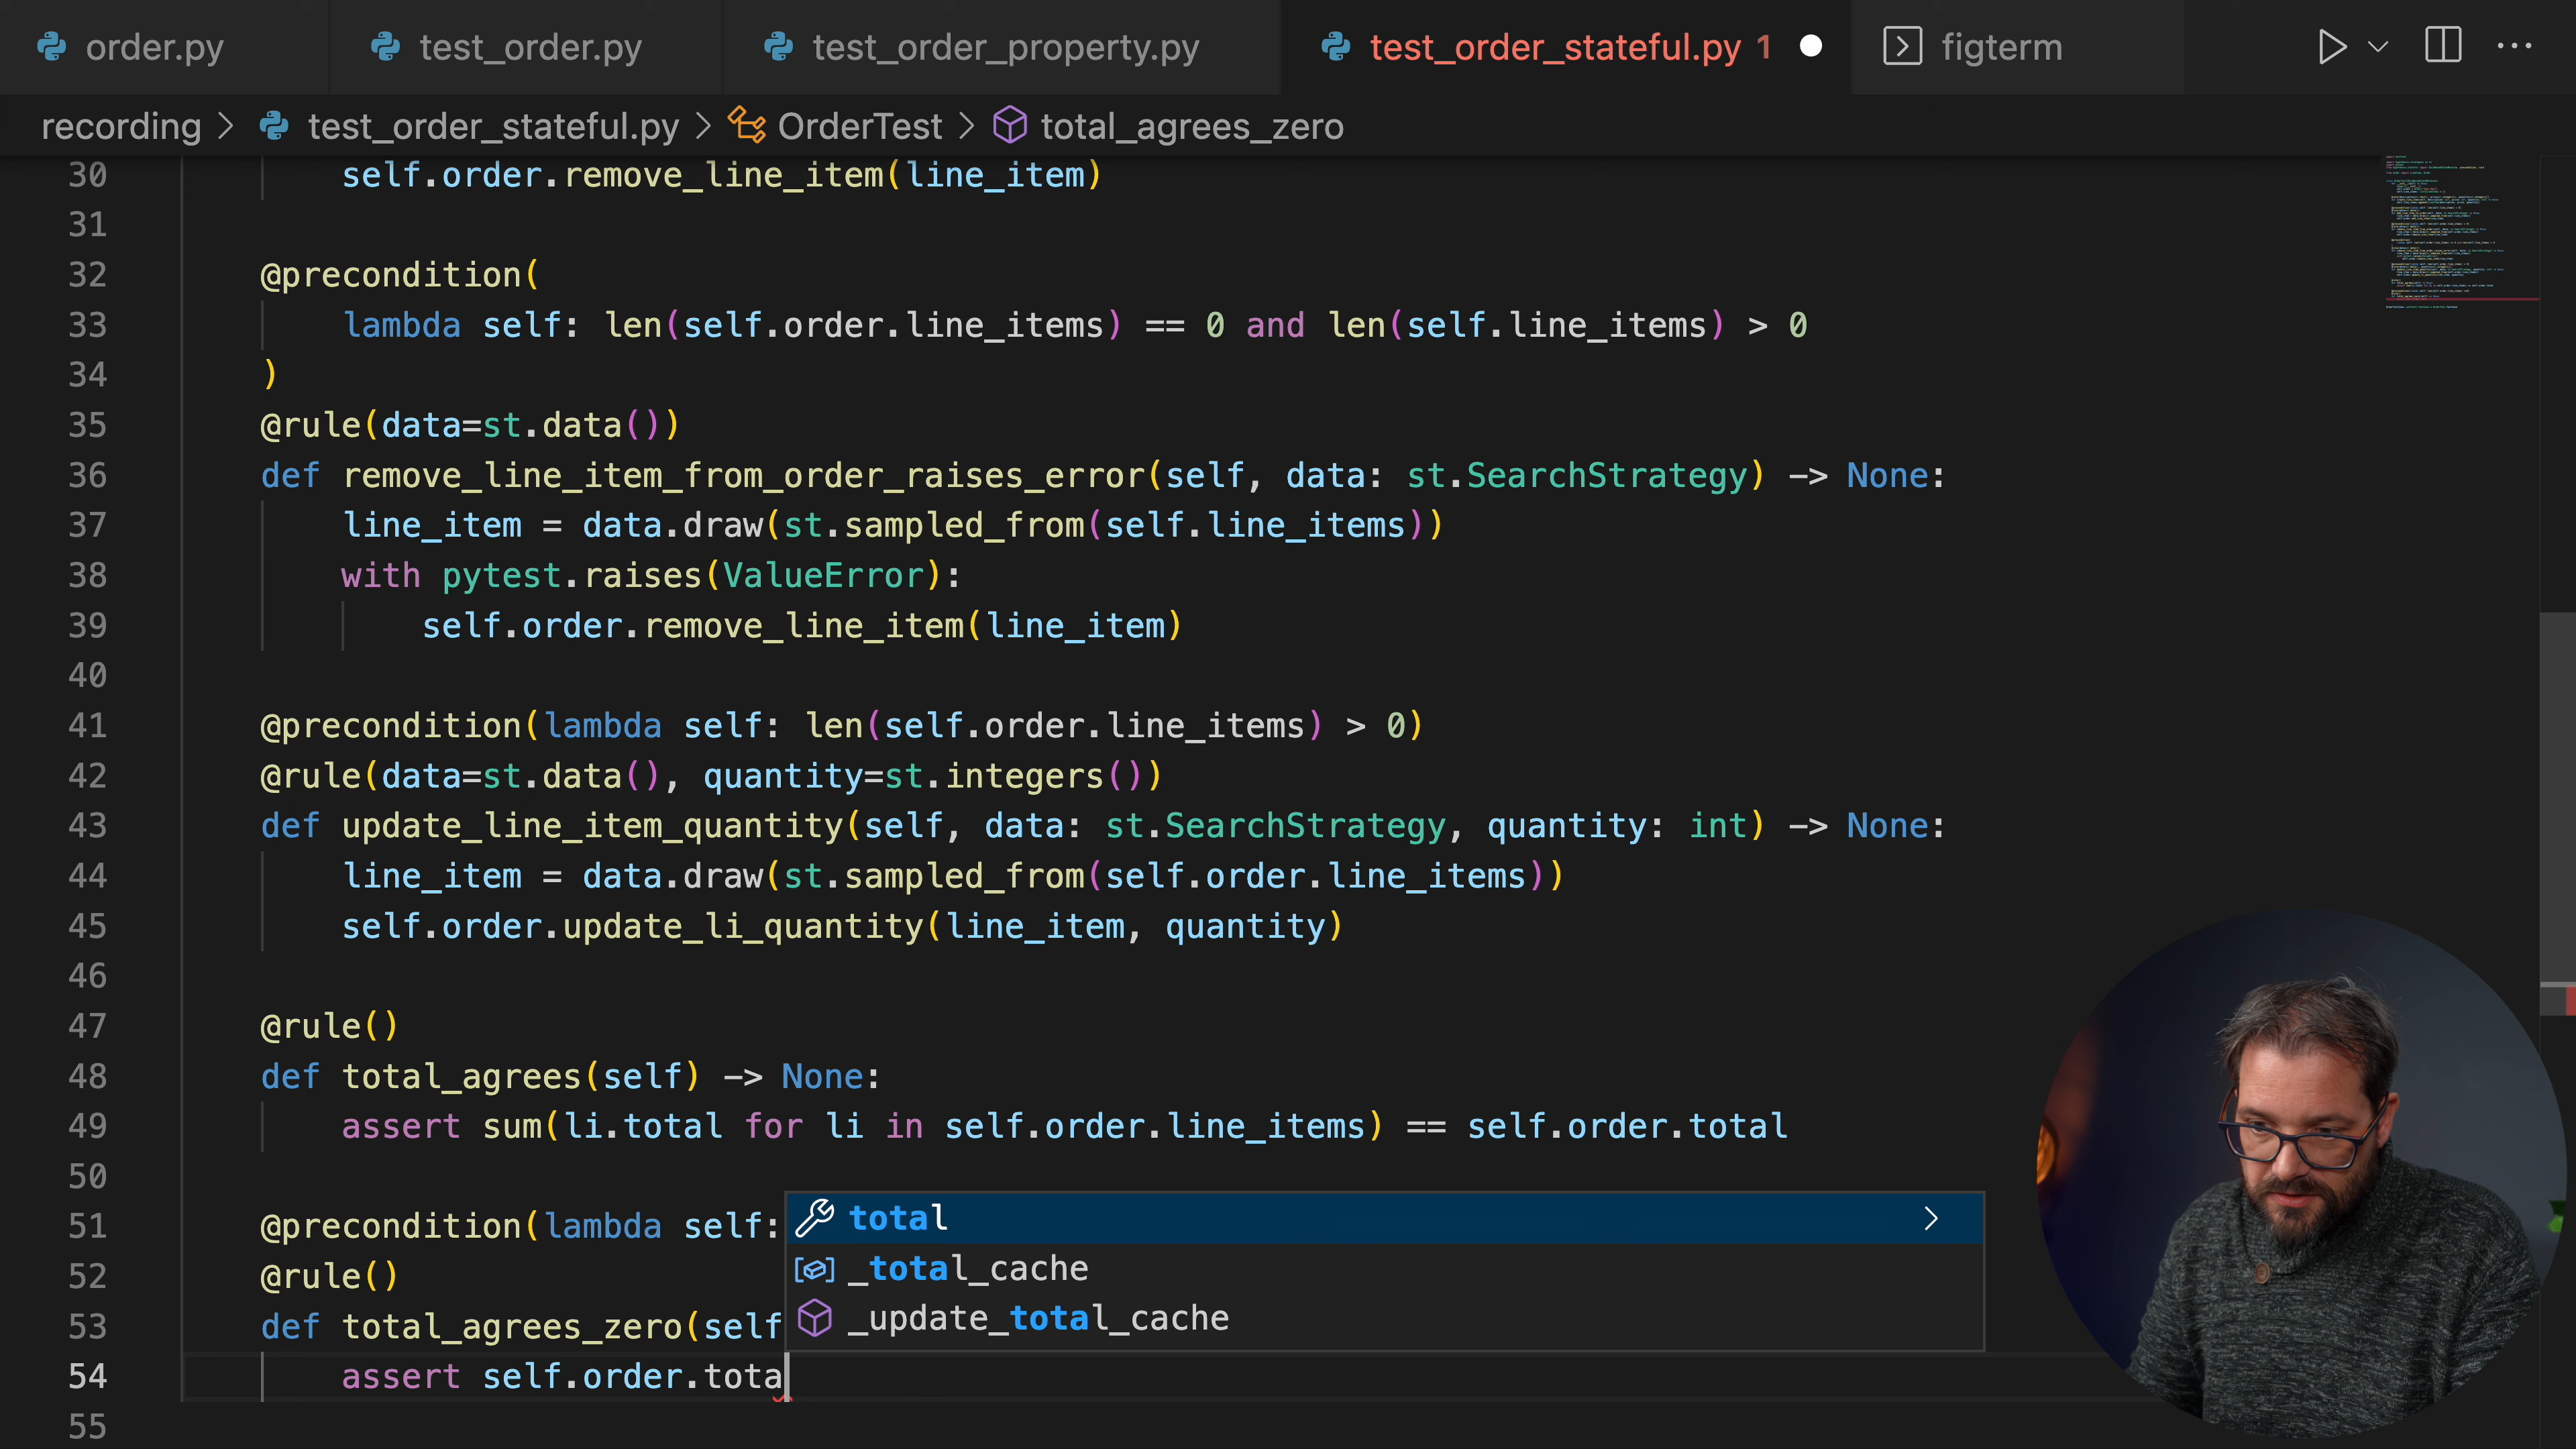 order.py
test_order.py
test_order_property.py
test_order_stateful.py 1
figterm
recording > test_order_stateful.py > OrderTest > total_agrees_zero
30 self.order.remove_line_item(line_item)
31
32 @precondition(
33 lambda self: len(self.order.line_items) == 0 and len(self.line_items) > 0
34 )
35 @rule(data=st.data())
36 def remove_line_item_from_order_raises_error(self, data: st.SearchStrategy) -> None:
37 line_item = data.draw(st.sampled_from(self.line_items))
38 with pytest.raises(ValueError):
39 self.order.remove_line_item(line_item)
40
41 @precondition(lambda self: len(self.order.line_items) > 0)
42 @rule(data=st.data(), quantity=st.integers())
43 def update_line_item_quantity(self, data: st.SearchStrategy, quantity: int) -> None:
44 line_item = data.draw(st.sampled_from(self.order.line_items))
45 self.order.update_li_quantity(line_item, quantity)
46
47 @rule()
48 def total_agrees(self) -> None:
49 assert sum(li.total for li in self.order.line_items) == self.order.total
50
51 @precondition(lambda self:
52 @rule()
53 def total_agrees_zero(self
54 assert self.order.tota
55
total
_total_cache
_update_total_cache